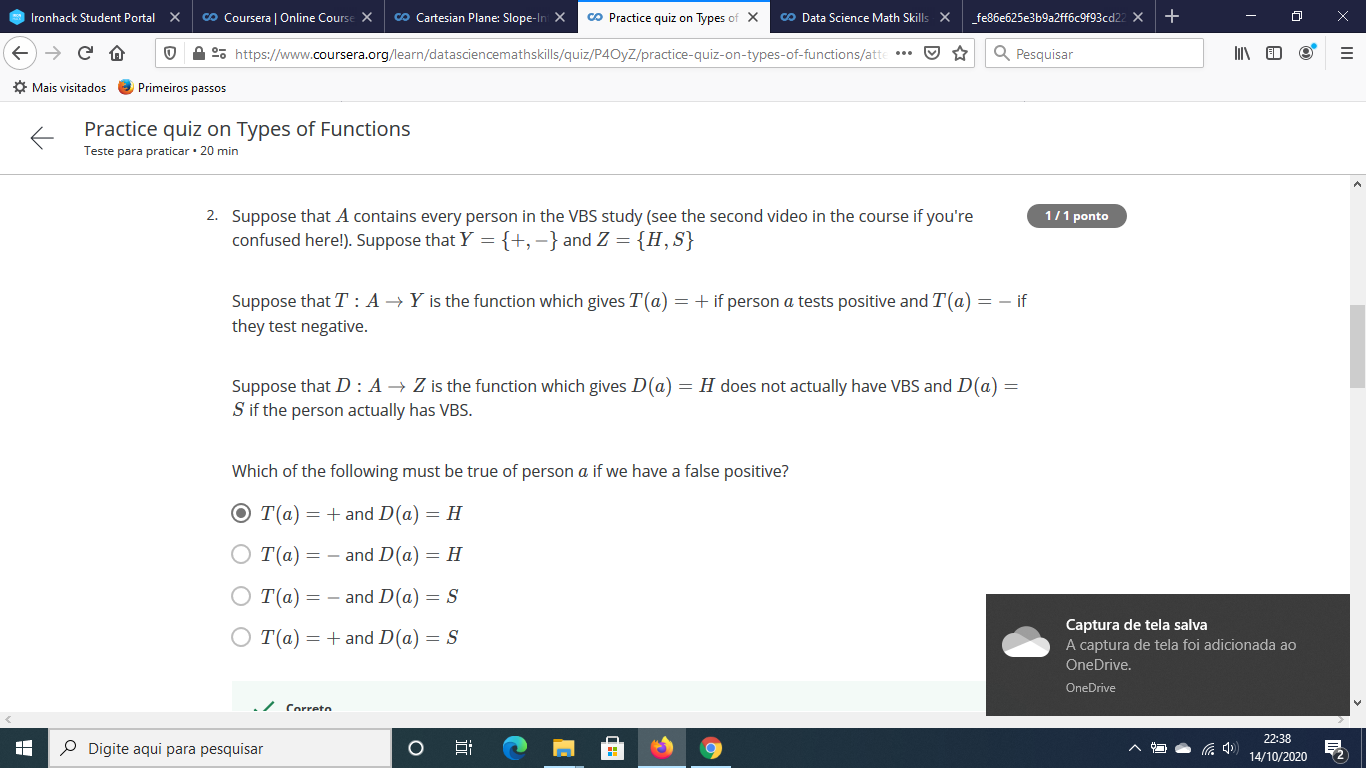 Ironhack Student Portal
Coursera | Online Course
Cartesian Plane: Slope-In
Practice quiz on Types of
Data Science Math Skills
_fe86e625e3b9a2ff6c9f93cd22
https://www.coursera.org/learn/datasciencemathskills/quiz/P4OyZ/practice-quiz-on-types-of-functions/atte
Pesquisar
Mais visitados
Primeiros passos
Practice quiz on Types of Functions
Teste para praticar • 20 min
2. Suppose that A contains every person in the VBS study (see the second video in the course if you're
confused here!). Suppose that Y = {+, −} and Z = {H, S}
1 / 1 ponto
Suppose that T : A → Y is the function which gives T(a) = + if person a tests positive and T(a) = − if
they test negative.
Suppose that D : A → Z is the function which gives D(a) = H does not actually have VBS and D(a) =
S if the person actually has VBS.
Which of the following must be true of person a if we have a false positive?
T(a) = + and D(a) = H
T(a) = − and D(a) = H
T(a) = − and D(a) = S
T(a) = + and D(a) = S
Correto
Captura de tela salva
A captura de tela foi adicionada ao
OneDrive.
OneDrive
Digite aqui para pesquisar
22:38
14/10/2020
2